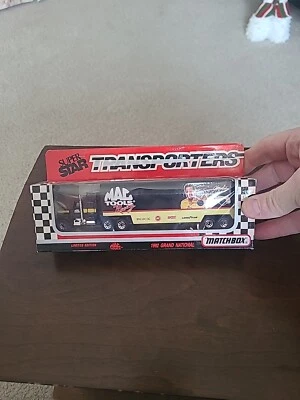 SUPER
STAR
TRANSPORTERS
MAC
TOOLS
LIMITED EDITION
1992 GRAND NATIONAL
MATCHBOX